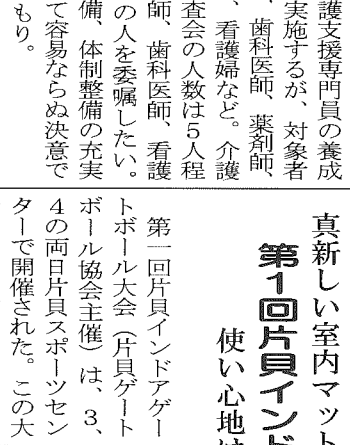 護支援専門員の養成
実施するが、対象者
、歯科医師、薬剤師、
、看護婦など。介護
査会の人数は5人程
師、歯科医師、看護
の人を委嘱したい。
備、体制整備の充実
て容易ならぬ決意で
もり。
真新しい室内マット
第1回片貝インド
使い心地は
第一回片貝インドアゲー
トボール大会（片貝ゲート
ボール協会主催）は、3、
4の両日片貝スポーツセン
ターで開催された。この大